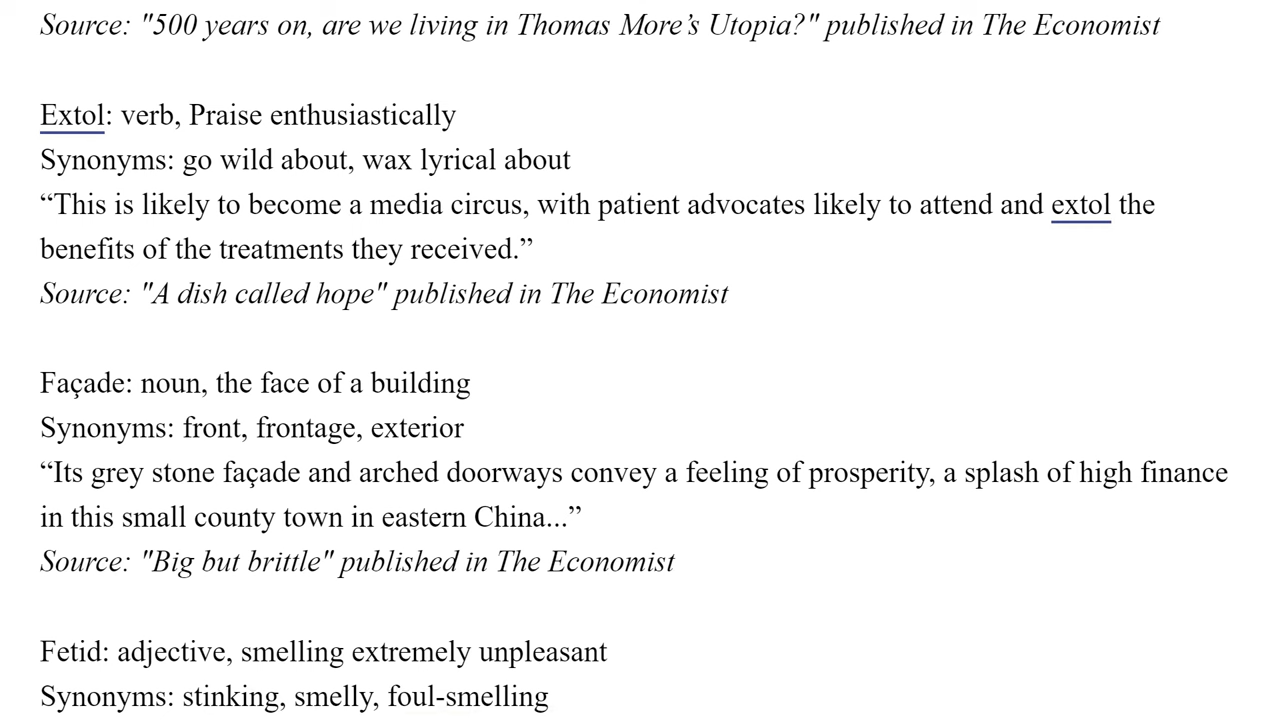 Source: "500 years on, are we living in Thomas More’s Utopia?" published in The Economist
Extol: verb, Praise enthusiastically
Synonyms: go wild about, wax lyrical about
“This is likely to become a media circus, with patient advocates likely to attend and extol the
benefits of the treatments they received.”
Source: "A dish called hope" published in The Economist
Façade: noun, the face of a building
Synonyms: front, frontage, exterior
“Its grey stone façade and arched doorways convey a feeling of prosperity, a splash of high finance
in this small county town in eastern China...”
Source: "Big but brittle" published in The Economist
Fetid: adjective, smelling extremely unpleasant
Synonyms: stinking, smelly, foul-smelling